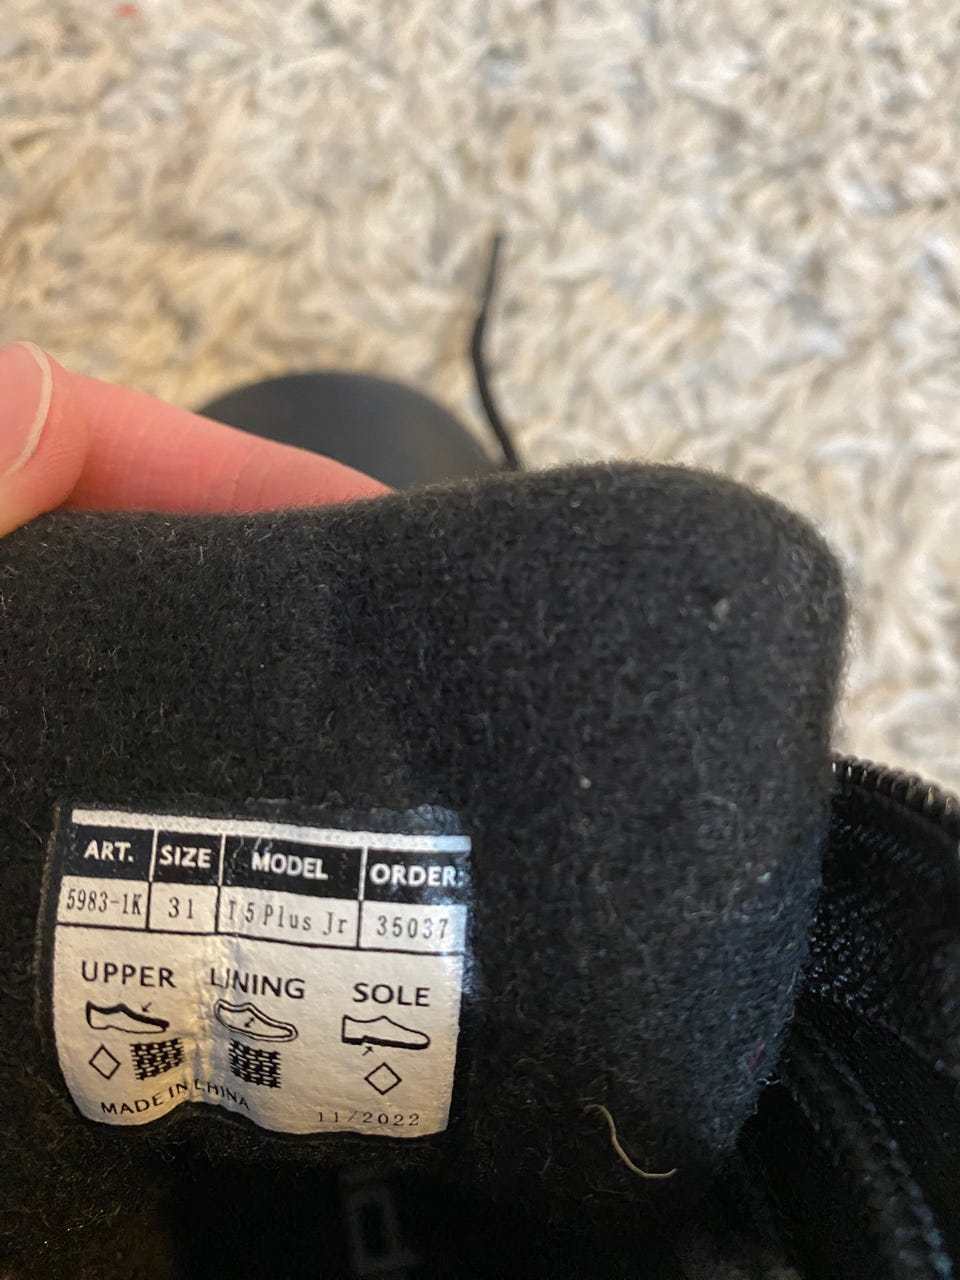 ART. SIZE MODEL ORDER
5983-1K 31 T5 Plus Jr 35037
UPPER LINING SOLE
MADE IN CHINA
11/2022